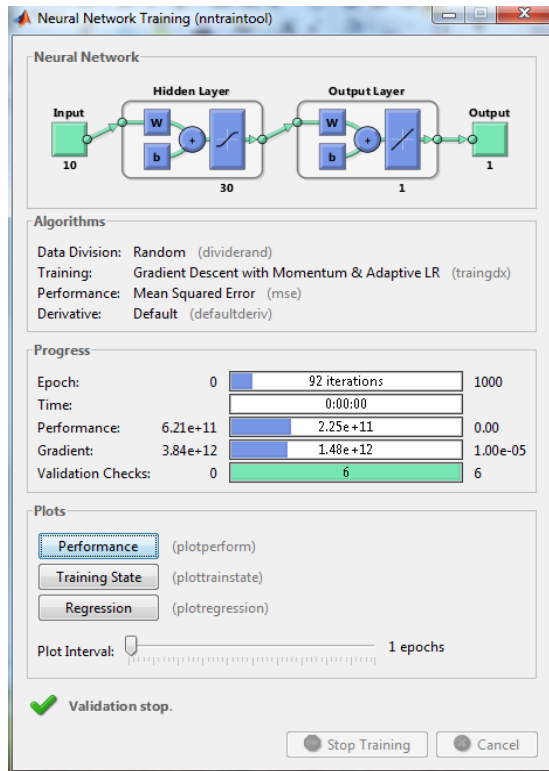 Neural Network Training (nntraintool)
Neural Network
Hidden Layer
Output Layer
Input
Output
W
b
+
W
b
+
10
30
1
1
Algorithms
Data Division: Random (dividerand)
Training: Gradient Descent with Momentum & Adaptive LR (traingdx)
Performance: Mean Squared Error (mse)
Derivative: Default (defaultderiv)
Progress
Epoch: 0 92 iterations 1000
Time: 0:00:00
Performance: 6.21e+11 2.25e+11 0.00
Gradient: 3.84e+12 1.48e+12 1.00e-05
Validation Checks: 0 6 6
Plots
Performance (plotperform)
Training State (plottrainstate)
Regression (plotregression)
Plot Interval: 1 epochs
Validation stop.
Stop Training Cancel